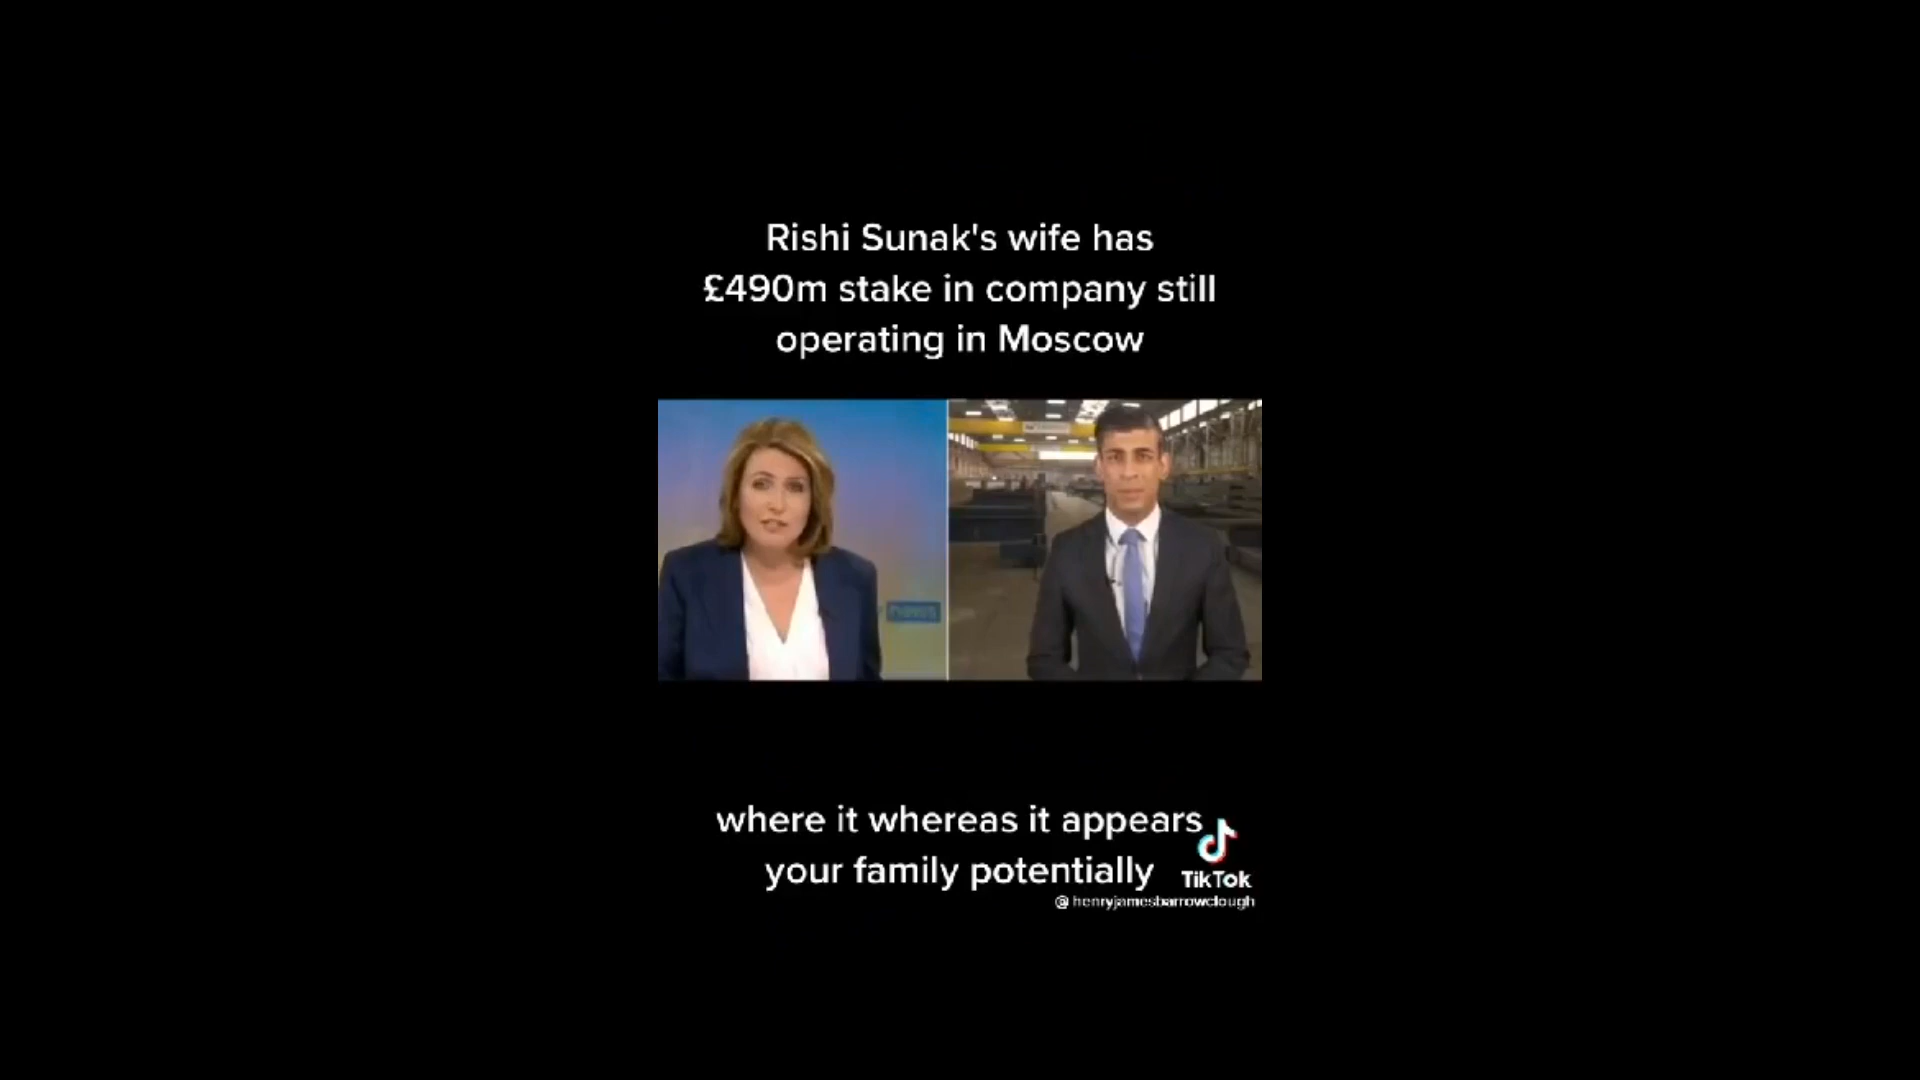 Rishi Sunak's wife has
£490m stake in company still
operating in Moscow
news
where it whereas it appears
your family potentially
TikTok
@henryjamesbarrowclough